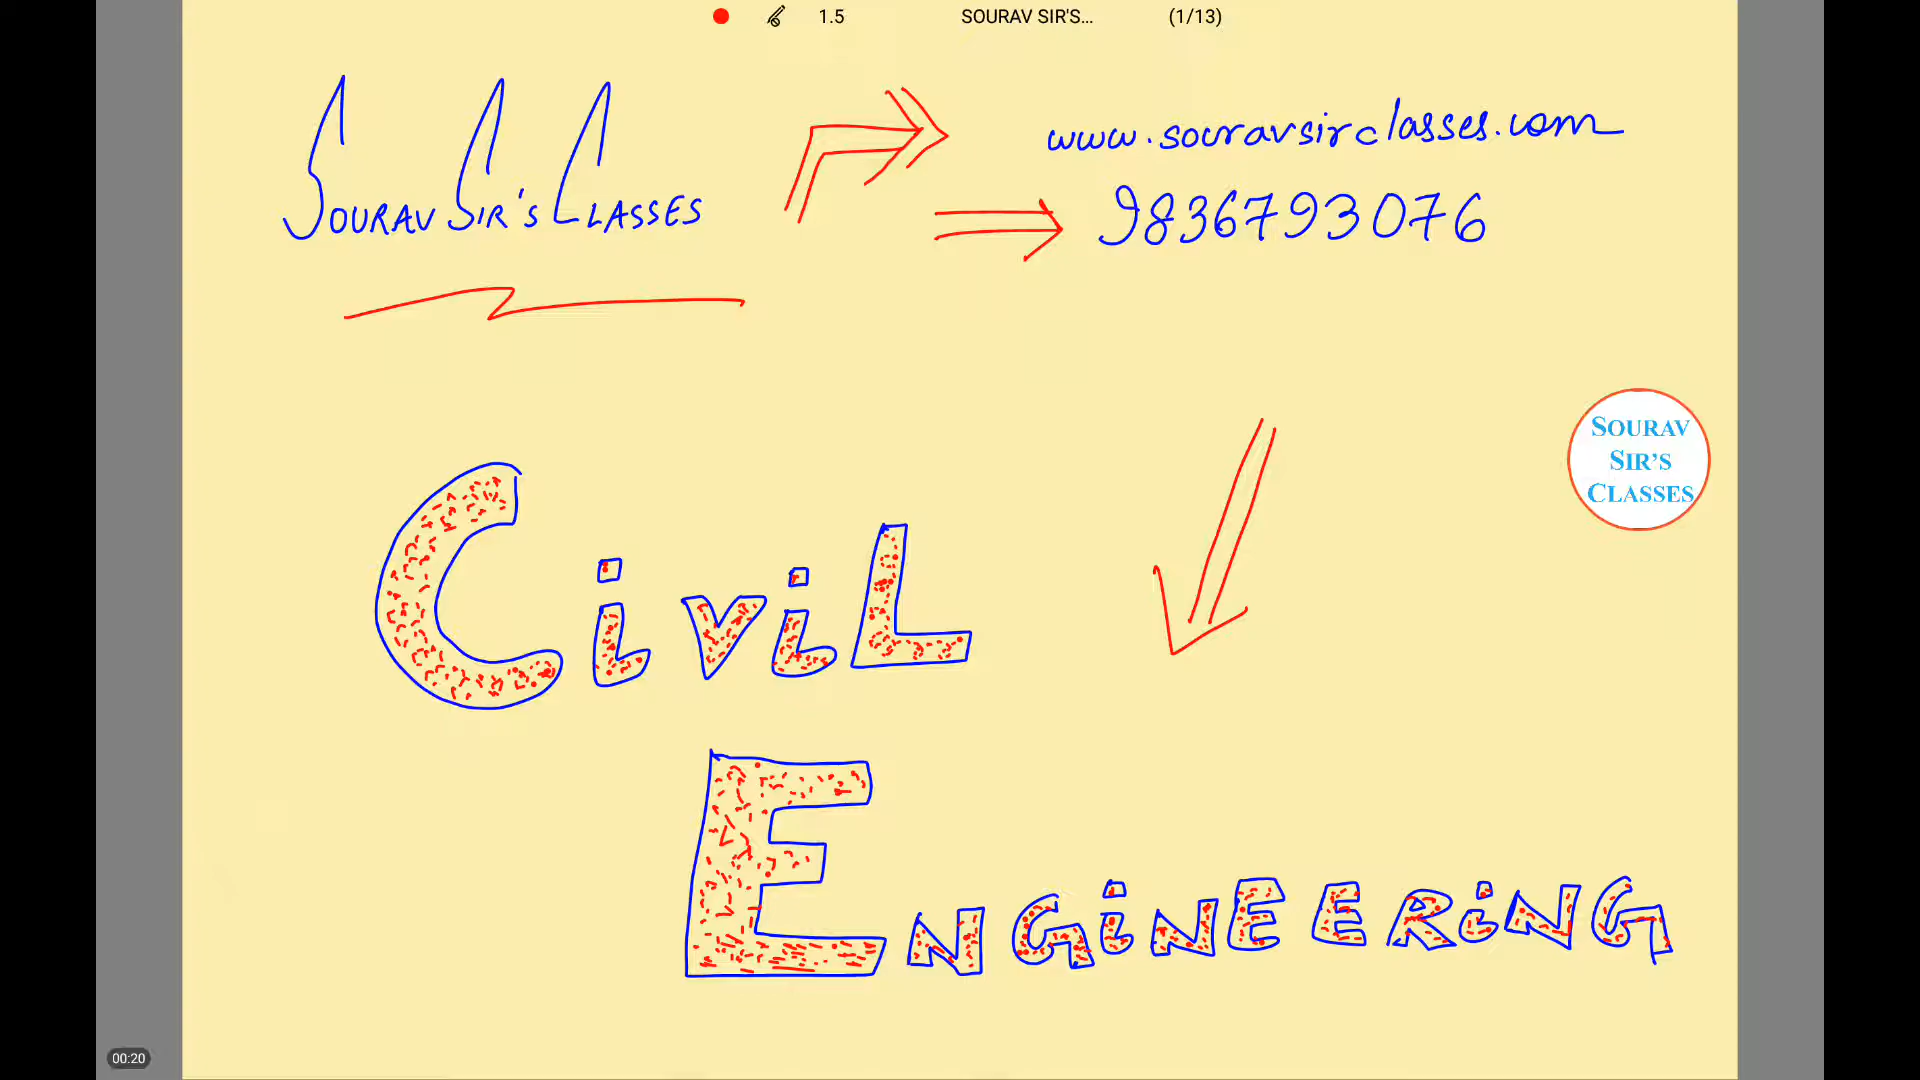 1.5 SOURAV SIR'S... (1/13)
SOURAV SIR'S CLASSES
www.souravsirclasses.com
9836793076
SOURAV
SIR'S
CLASSES
CiviL
ENGiNEERiNG
00:20